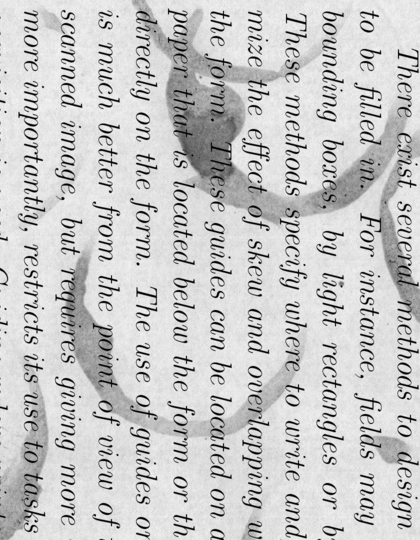 There exist several methods to design
to be filled in. For instance, fields may
bounding boxes, by light rectangles or b
These methods specify where to write and,
mize the effect of skew and overlapping w
the form. These guides can be located on a
paper that is located below the form or th
directly on the form. The use of guides on
is much better from the point of view of
scanned image, but requires giving more
more importantly, restricts its use to tasks